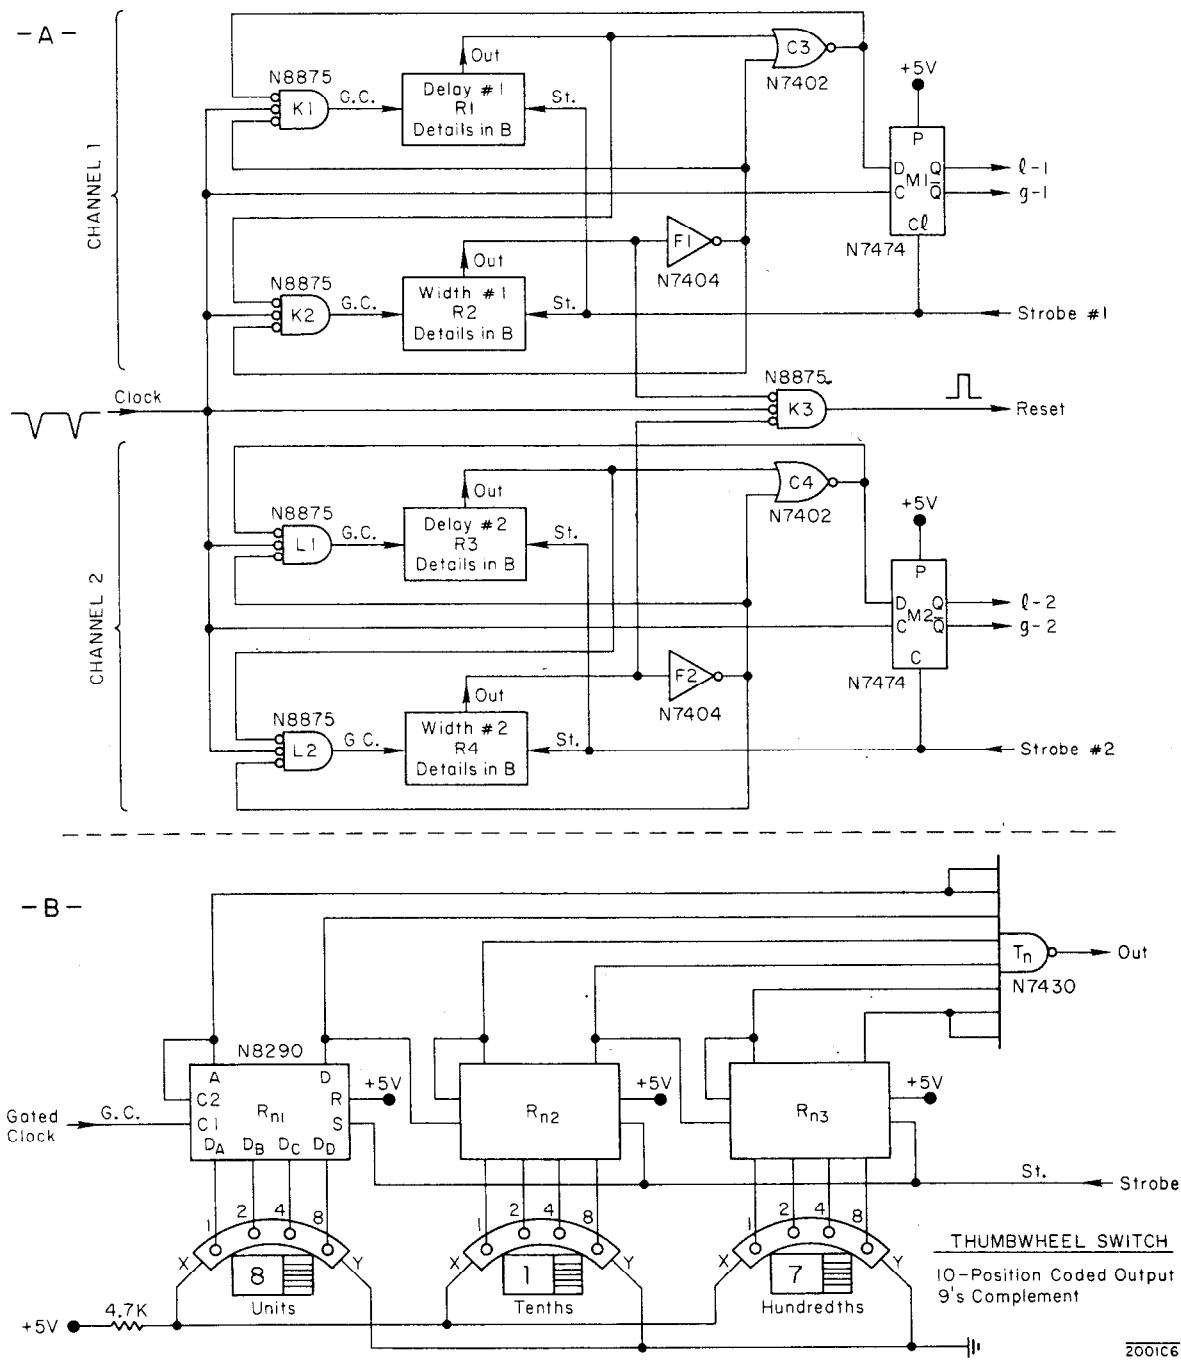 -A-
CHANNEL 1
N8875
K1
G.C.
Out
Delay #1
R1
Details in B
St.
C3
N7402
+5V
P
D Q
M1
C Q̅
Cl
N7474
l-1
g-1
N8875
K2
G.C.
Out
Width #1
R2
Details in B
St.
F1
N7404
Strobe #1
Clock
N8875
K3
Reset
CHANNEL 2
N8875
L1
G.C.
Out
Delay #2
R3
Details in B
St.
C4
N7402
+5V
P
D Q
M2
C Q̅
C
N7474
l-2
g-2
N8875
L2
G.C.
Out
Width #2
R4
Details in B
St.
F2
N7404
Strobe #2
-B-
Tn
N7430
Out
N8290
A D
C2 R
Rn1
C1 S
DA DB DC DD
+5V
Rn2
+5V
Rn3
+5V
Gated
Clock
G.C.
St.
Strobe
X 1 2 4 8 Y
8
Units
X 1 2 4 8 Y
1
Tenths
X 1 2 4 8 Y
7
Hundredths
THUMBWHEEL SWITCH
10-Position Coded Output
9's Complement
+5V
4.7K
2001C6